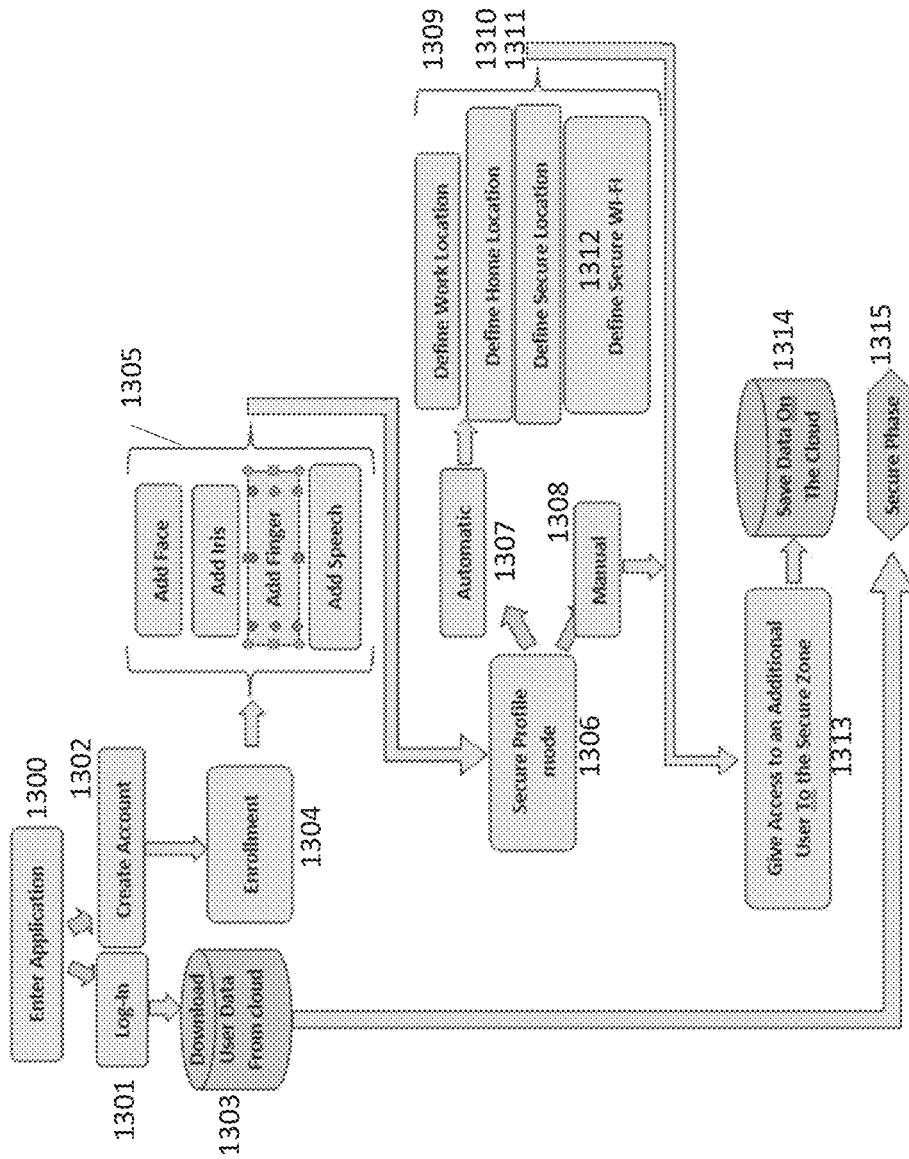 Enter Application
1300
Log-In
1301
Create Account
1302
Download
User Data
From cloud
1303
Enrollment
1304
1305
Add Face
Add Iris
Add Finger
Add Speech
Secure Profile
mode
1306
Automatic
1307
Manual
1308
Define Work Location
1309
Define Home Location
1310
Define Secure Location
1311
1312
Define Secure Wi-Fi
Give Access to an Additional
User To the Secure Zone
1313
Save Data On
The Cloud
1314
Secure Phase
1315